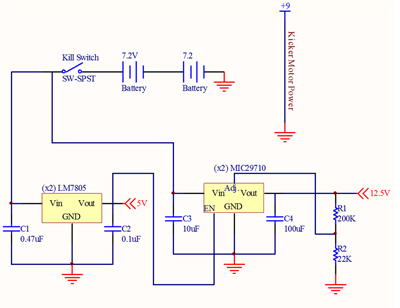 +9
Kicker Motor Power
Kill Switch
SW-SPST
7.2V
Battery
7.2
Battery
(x2) LM7805
Vin
Vout
GND
5V
C1
0.47uF
C2
0.1uF
(x2) MIC29710
Vin
Adj
Vout
EN
GND
12.5V
C3
10uF
C4
100uF
R1
200K
R2
22K